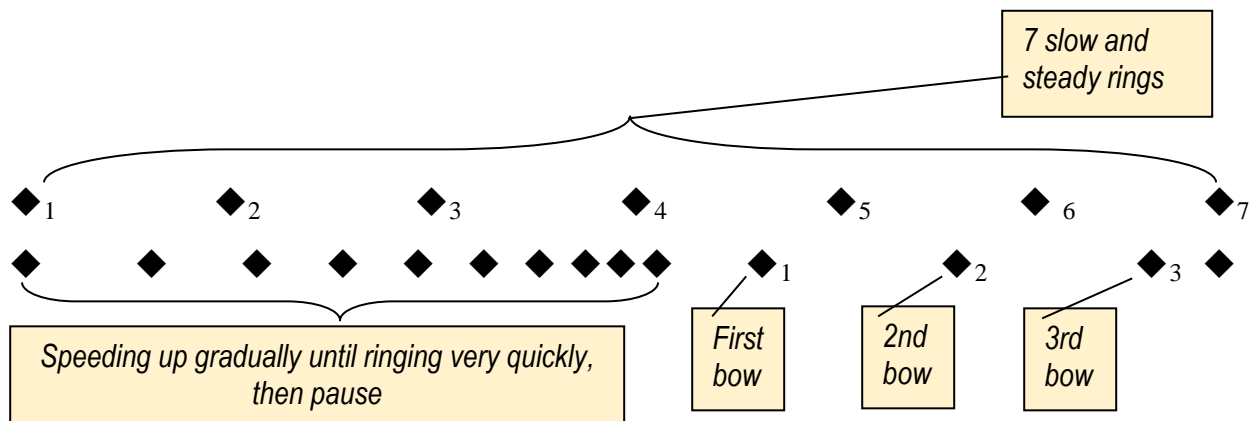 7 slow and
steady rings
1 2 3 4 5 6 7
1 2 3
Speeding up gradually until ringing very quickly,
then pause
First
bow
2nd
bow
3rd
bow